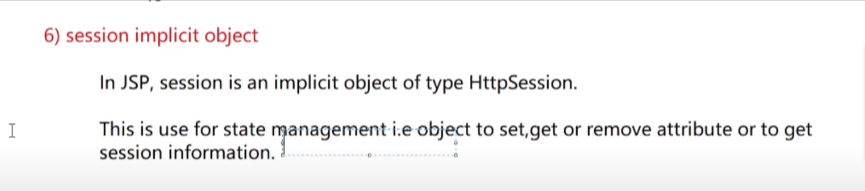 6) session implicit object
In JSP, session is an implicit object of type HttpSession.
This is use for state management i.e object to set,get or remove attribute or to get
session information.